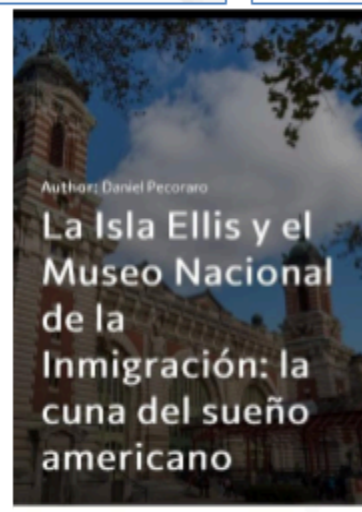 Author: Daniel Pecoraro
La Isla Ellis y el
Museo Nacional
de la
Inmigración: la
cuna del sueño
americano